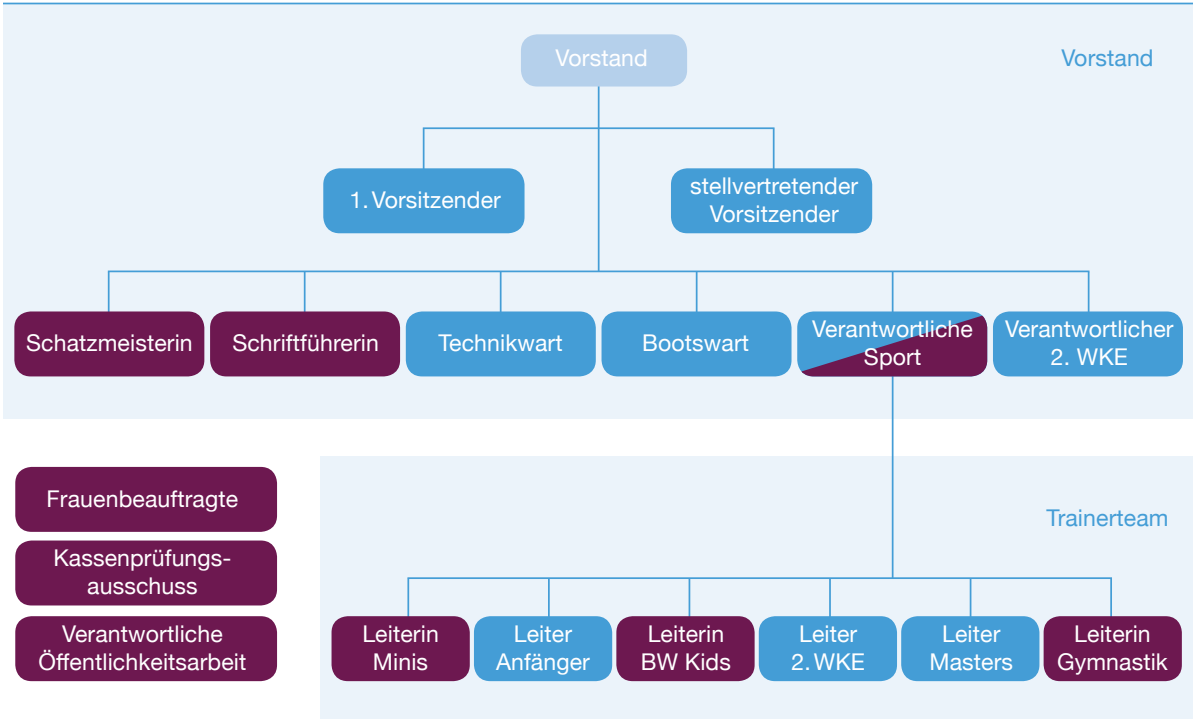 Vorstand
Vorstand
1. Vorsitzender
stellvertretender
Vorsitzender
Schatzmeisterin
Schriftführerin
Technikwart
Bootswart
Verantwortliche
Sport
Verantwortlicher
2. WKE
Frauenbeauftragte
Kassenprüfungs-
ausschuss
Verantwortliche
Öffentlichkeitsarbeit
Trainerteam
Leiterin
Minis
Leiter
Anfänger
Leiterin
BW Kids
Leiter
2. WKE
Leiter
Masters
Leiterin
Gymnastik